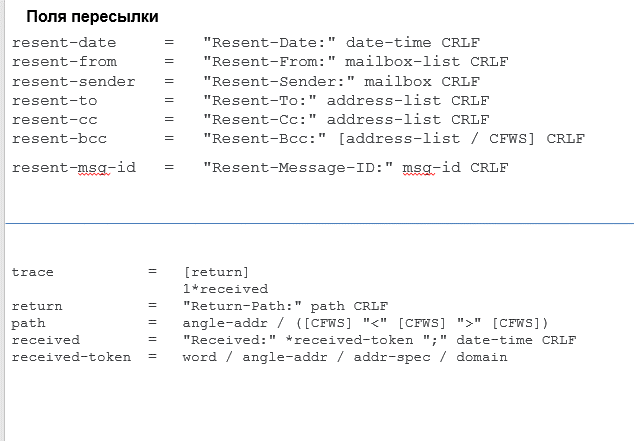 Поля пересылки
resent-date = "Resent-Date:" date-time CRLF
resent-from = "Resent-From:" mailbox-list CRLF
resent-sender = "Resent-Sender:" mailbox CRLF
resent-to = "Resent-To:" address-list CRLF
resent-cc = "Resent-Cc:" address-list CRLF
resent-bcc = "Resent-Bcc:" [address-list / CFWS] CRLF
resent-msg-id = "Resent-Message-ID:" msg-id CRLF
trace = [return]
1*received
return = "Return-Path:" path CRLF
path = angle-addr / ([CFWS] "<" [CFWS] ">" [CFWS])
received = "Received:" *received-token ";" date-time CRLF
received-token = word / angle-addr / addr-spec / domain